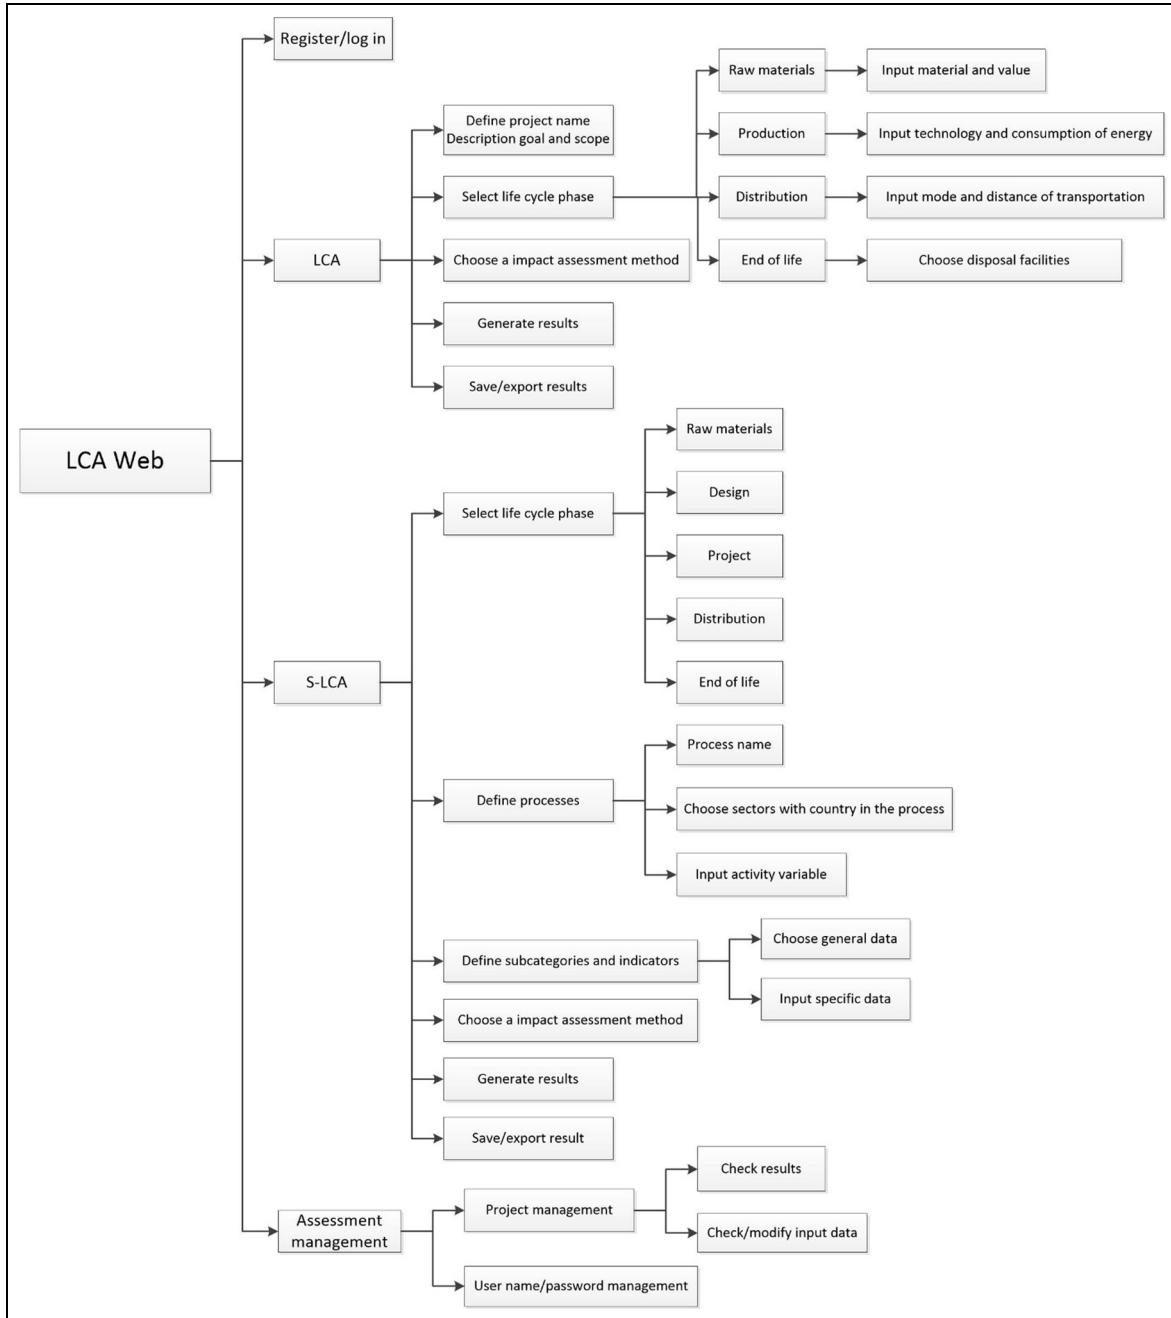 LCA Web
Register/log in
LCA
Define project name
Description goal and scope
Select life cycle phase
Raw materials
Input material and value
Production
Input technology and consumption of energy
Distribution
Input mode and distance of transportation
End of life
Choose disposal facilities
Choose a impact assessment method
Generate results
Save/export results
S-LCA
Select life cycle phase
Raw materials
Design
Project
Distribution
End of life
Define processes
Process name
Choose sectors with country in the process
Input activity variable
Define subcategories and indicators
Choose general data
Input specific data
Choose a impact assessment method
Generate results
Save/export result
Assessment
management
Project management
Check results
Check/modify input data
User name/password management